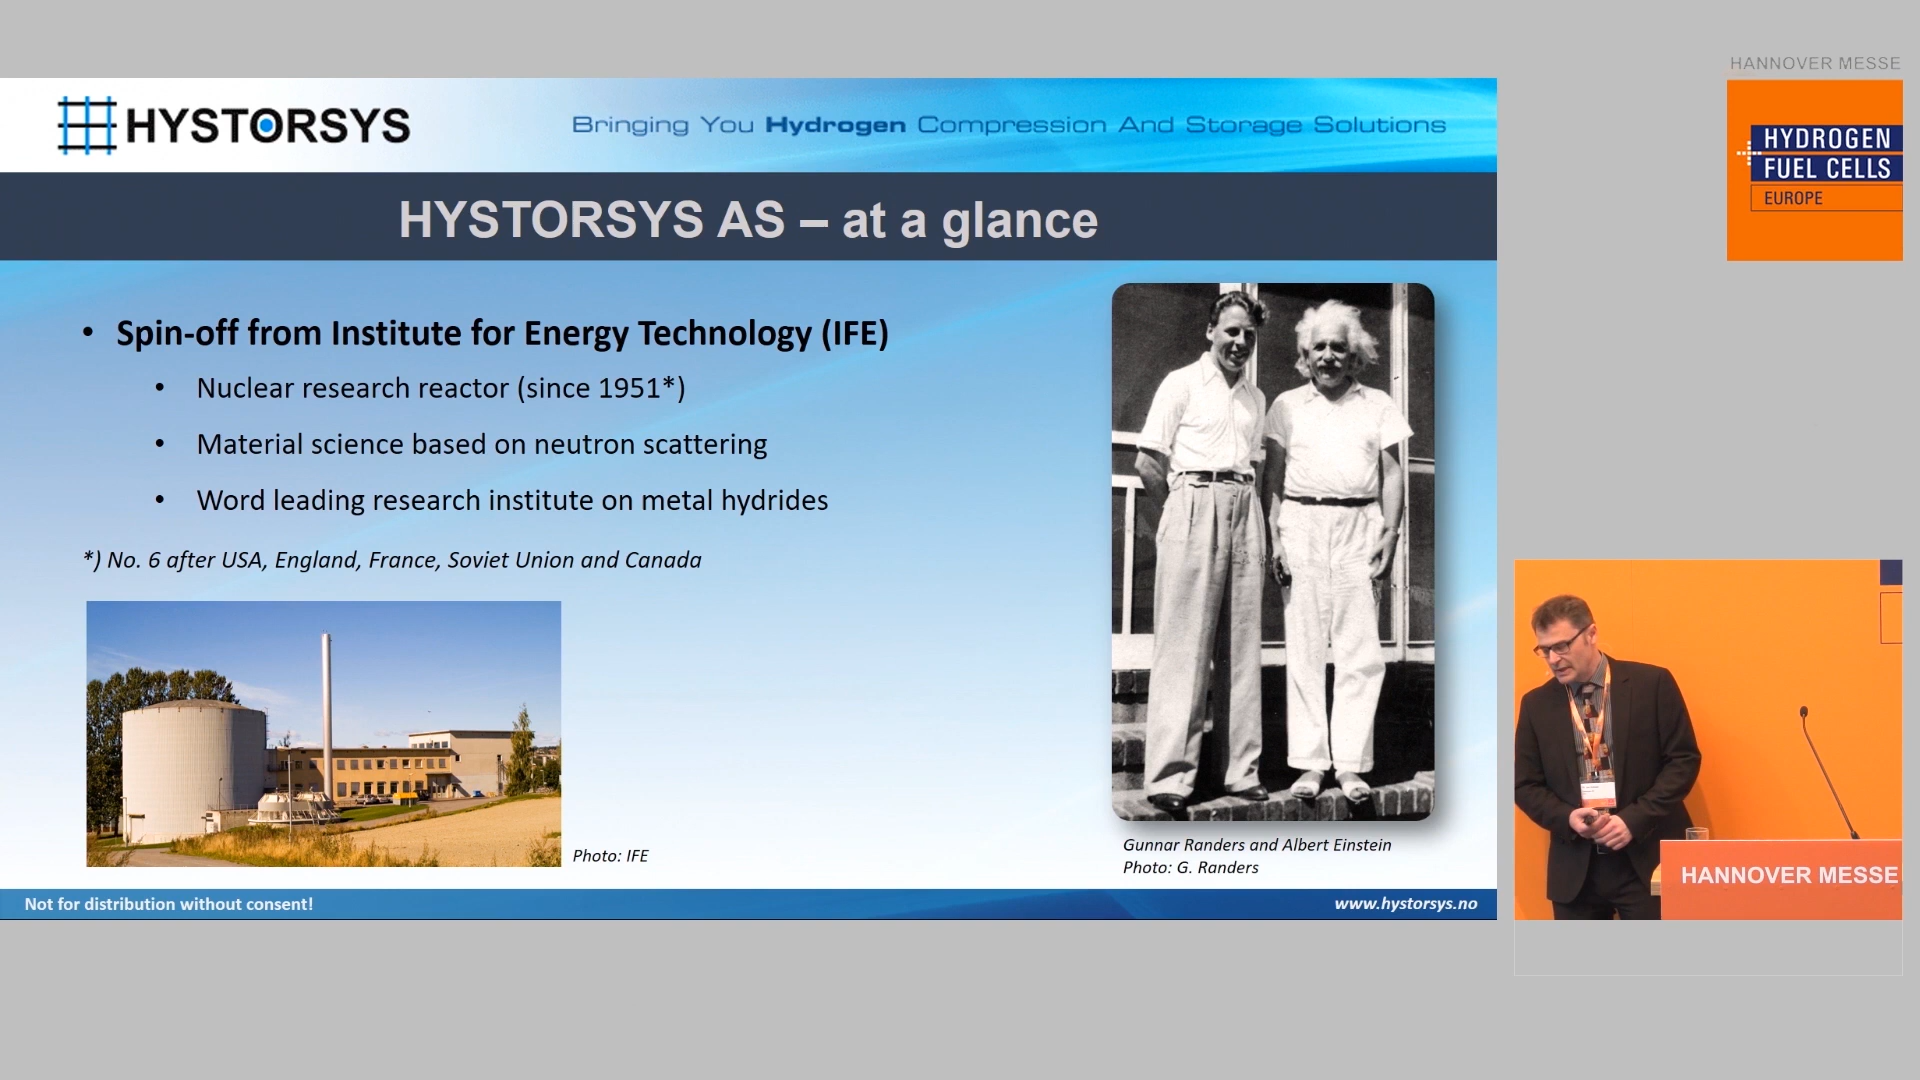 HANNOVER MESSE
HYDROGEN
FUEL CELLS
EUROPE
HYSTORSYS
Bringing You Hydrogen Compression And Storage Solutions
HYSTORSYS AS – at a glance
• Spin-off from Institute for Energy Technology (IFE)
• Nuclear research reactor (since 1951*)
• Material science based on neutron scattering
• Word leading research institute on metal hydrides
*) No. 6 after USA, England, France, Soviet Union and Canada
Photo: IFE
Gunnar Randers and Albert Einstein
Photo: G. Randers
Not for distribution without consent!
www.hystorsys.no
HANNOVER MESSE